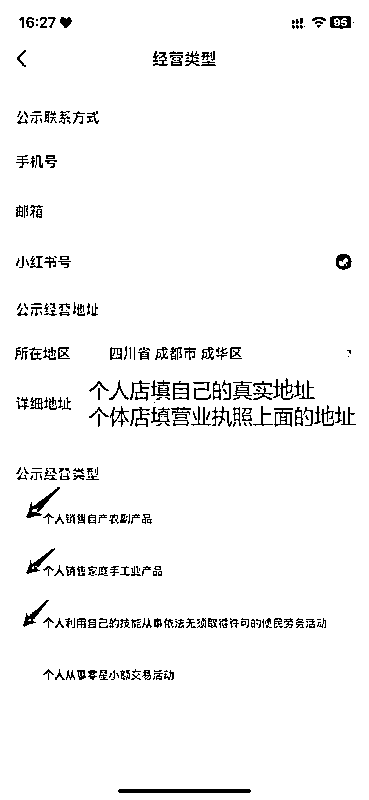 16:27
95
经营类型
公示联系方式
手机号
邮箱
小红书号
公示经营地址
所在地区 四川省 成都市 成华区
详细地址
个人店填自己的真实地址
个体店填营业执照上面的地址
公示经营类型
个人销售自产农副产品
个人销售家庭手工业产品
个人利用自己的技能从事依法无须取得许可的便民劳务活动
个人从事零星小额交易活动